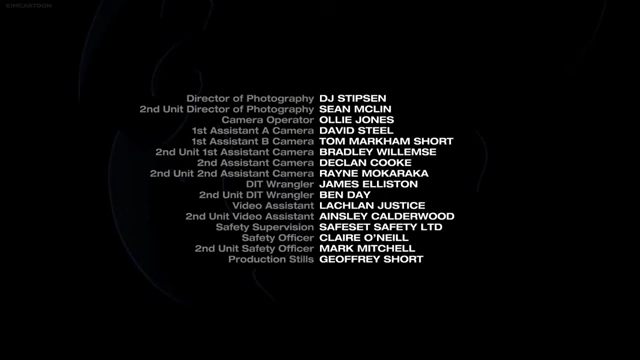 KIMCARTOON
Director of Photography DJ STIPSEN
2nd Unit Director of Photography SEAN MCLIN
Camera Operator OLLIE JONES
1st Assistant A Camera DAVID STEEL
1st Assistant B Camera TOM MARKHAM SHORT
2nd Unit 1st Assistant Camera BRADLEY WILLEMSE
2nd Assistant Camera DECLAN COOKE
2nd Unit 2nd Assistant Camera RAYNE MOKARAKA
DIT Wrangler JAMES ELLISTON
2nd Unit DIT Wrangler BEN DAY
Video Assistant LACHLAN JUSTICE
2nd Unit Video Assistant AINSLEY CALDERWOOD
Safety Supervision SAFESET SAFETY LTD
Safety Officer CLAIRE O'NEILL
2nd Unit Safety Officer MARK MITCHELL
Production Stills GEOFFREY SHORT